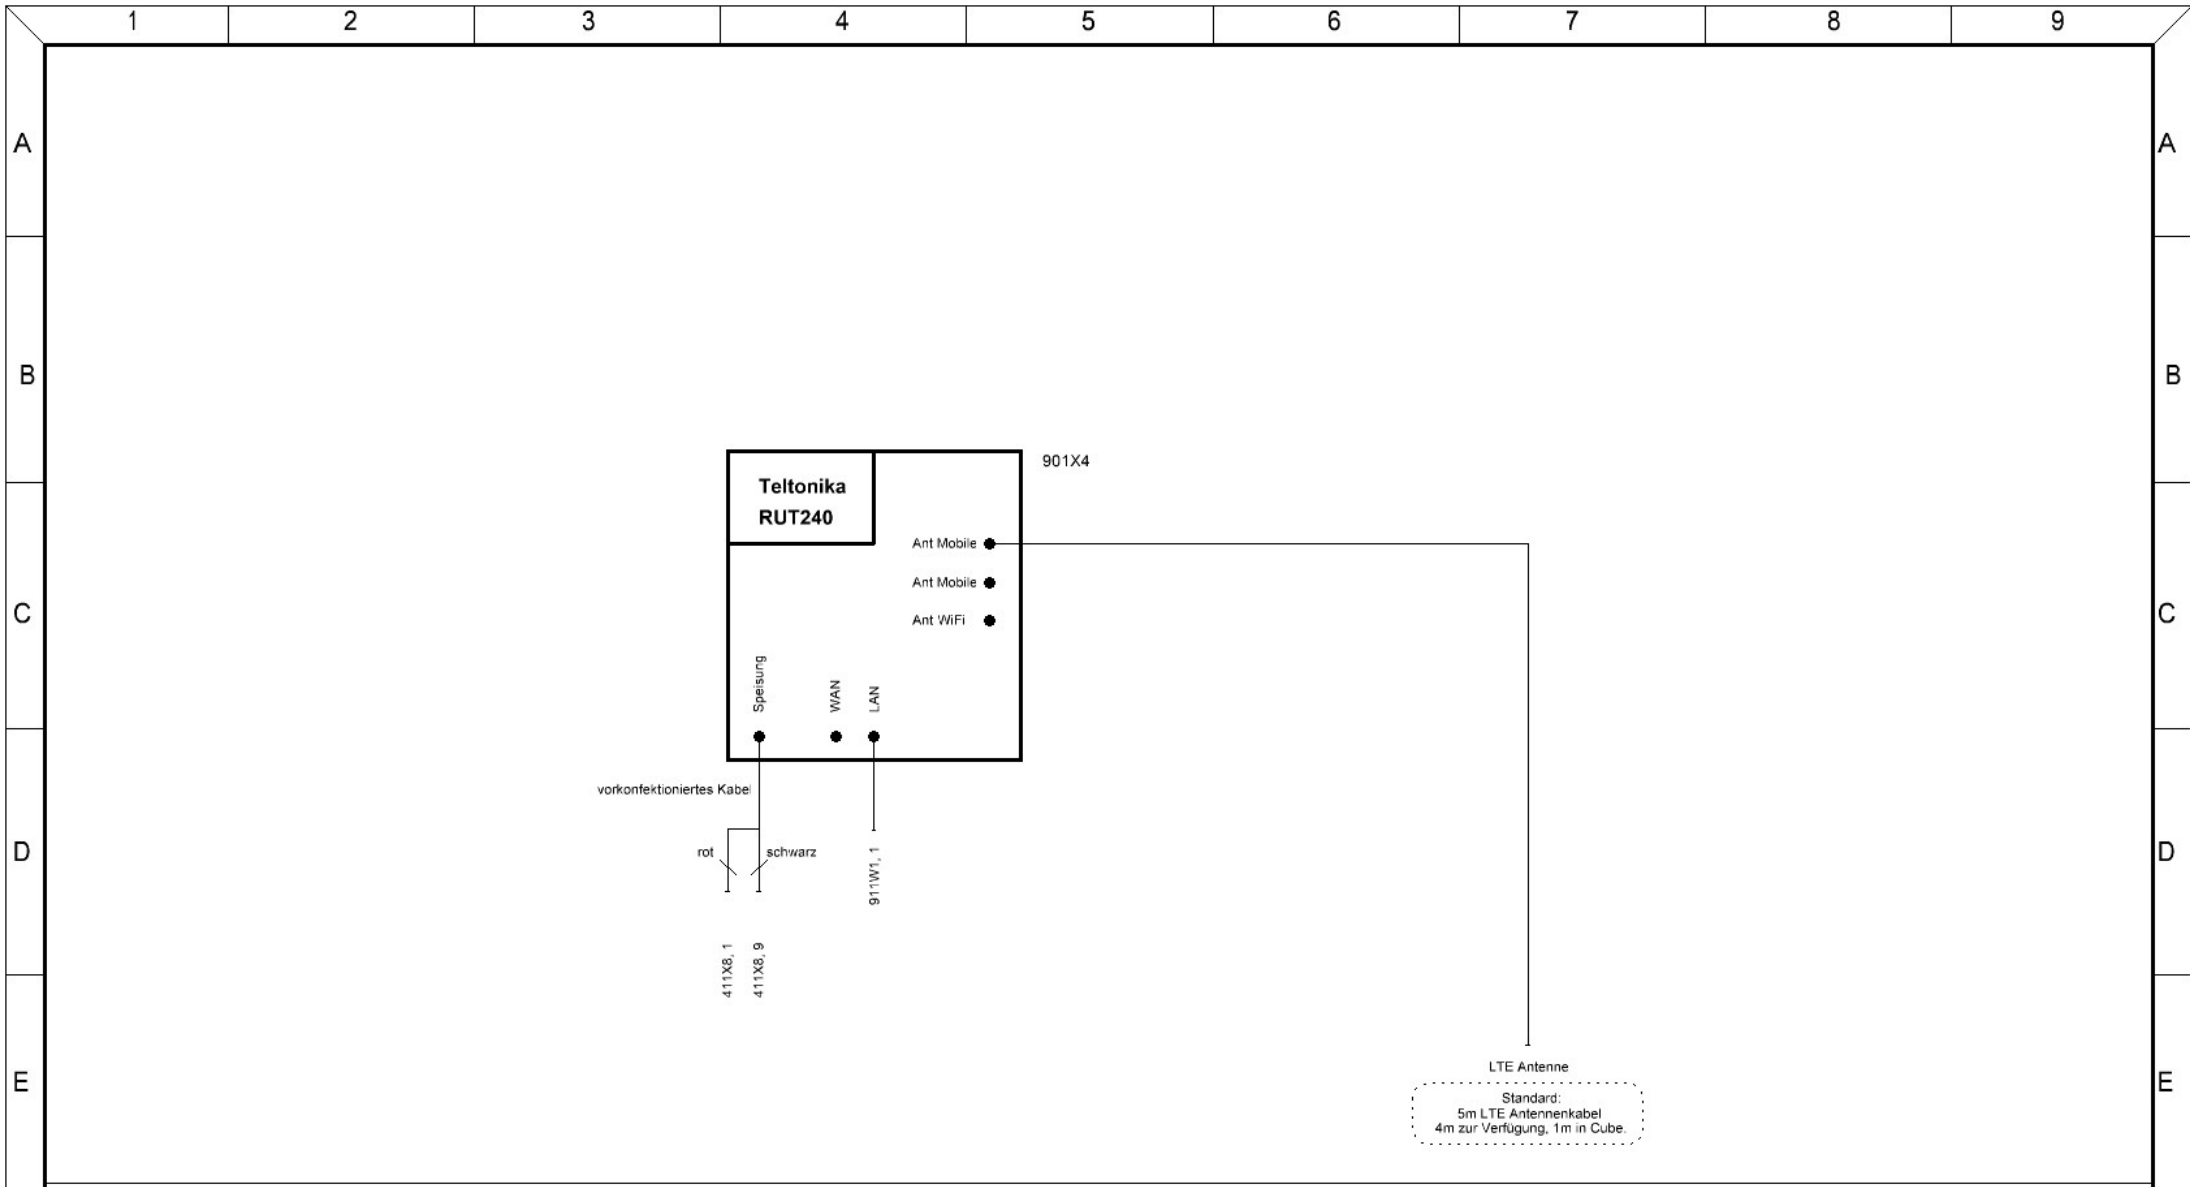 1 2 3 4 5 6 7 8 9
A A
B B
901X4
Teltonika
RUT240
Ant Mobile
Ant Mobile
Ant WiFi
C C
Speisung
WAN
LAN
vorkonfektioniertes Kabel
rot schwarz
D D
911W1, 1
411X8, 1
411X8, 9
LTE Antenne
E E
Standard:
5m LTE Antennenkabel
4m zur Verfügung, 1m in Cube.